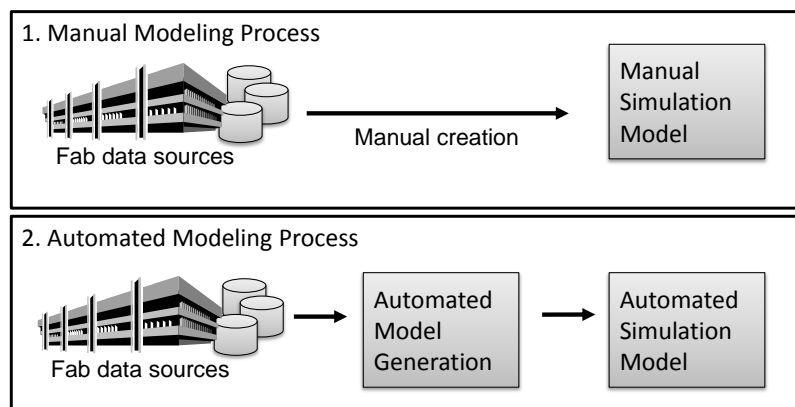 1. Manual Modeling Process
Manual
Simulation
Model
Manual creation
Fab data sources
2. Automated Modeling Process
Automated
Model
Generation
Automated
Simulation
Model
Fab data sources